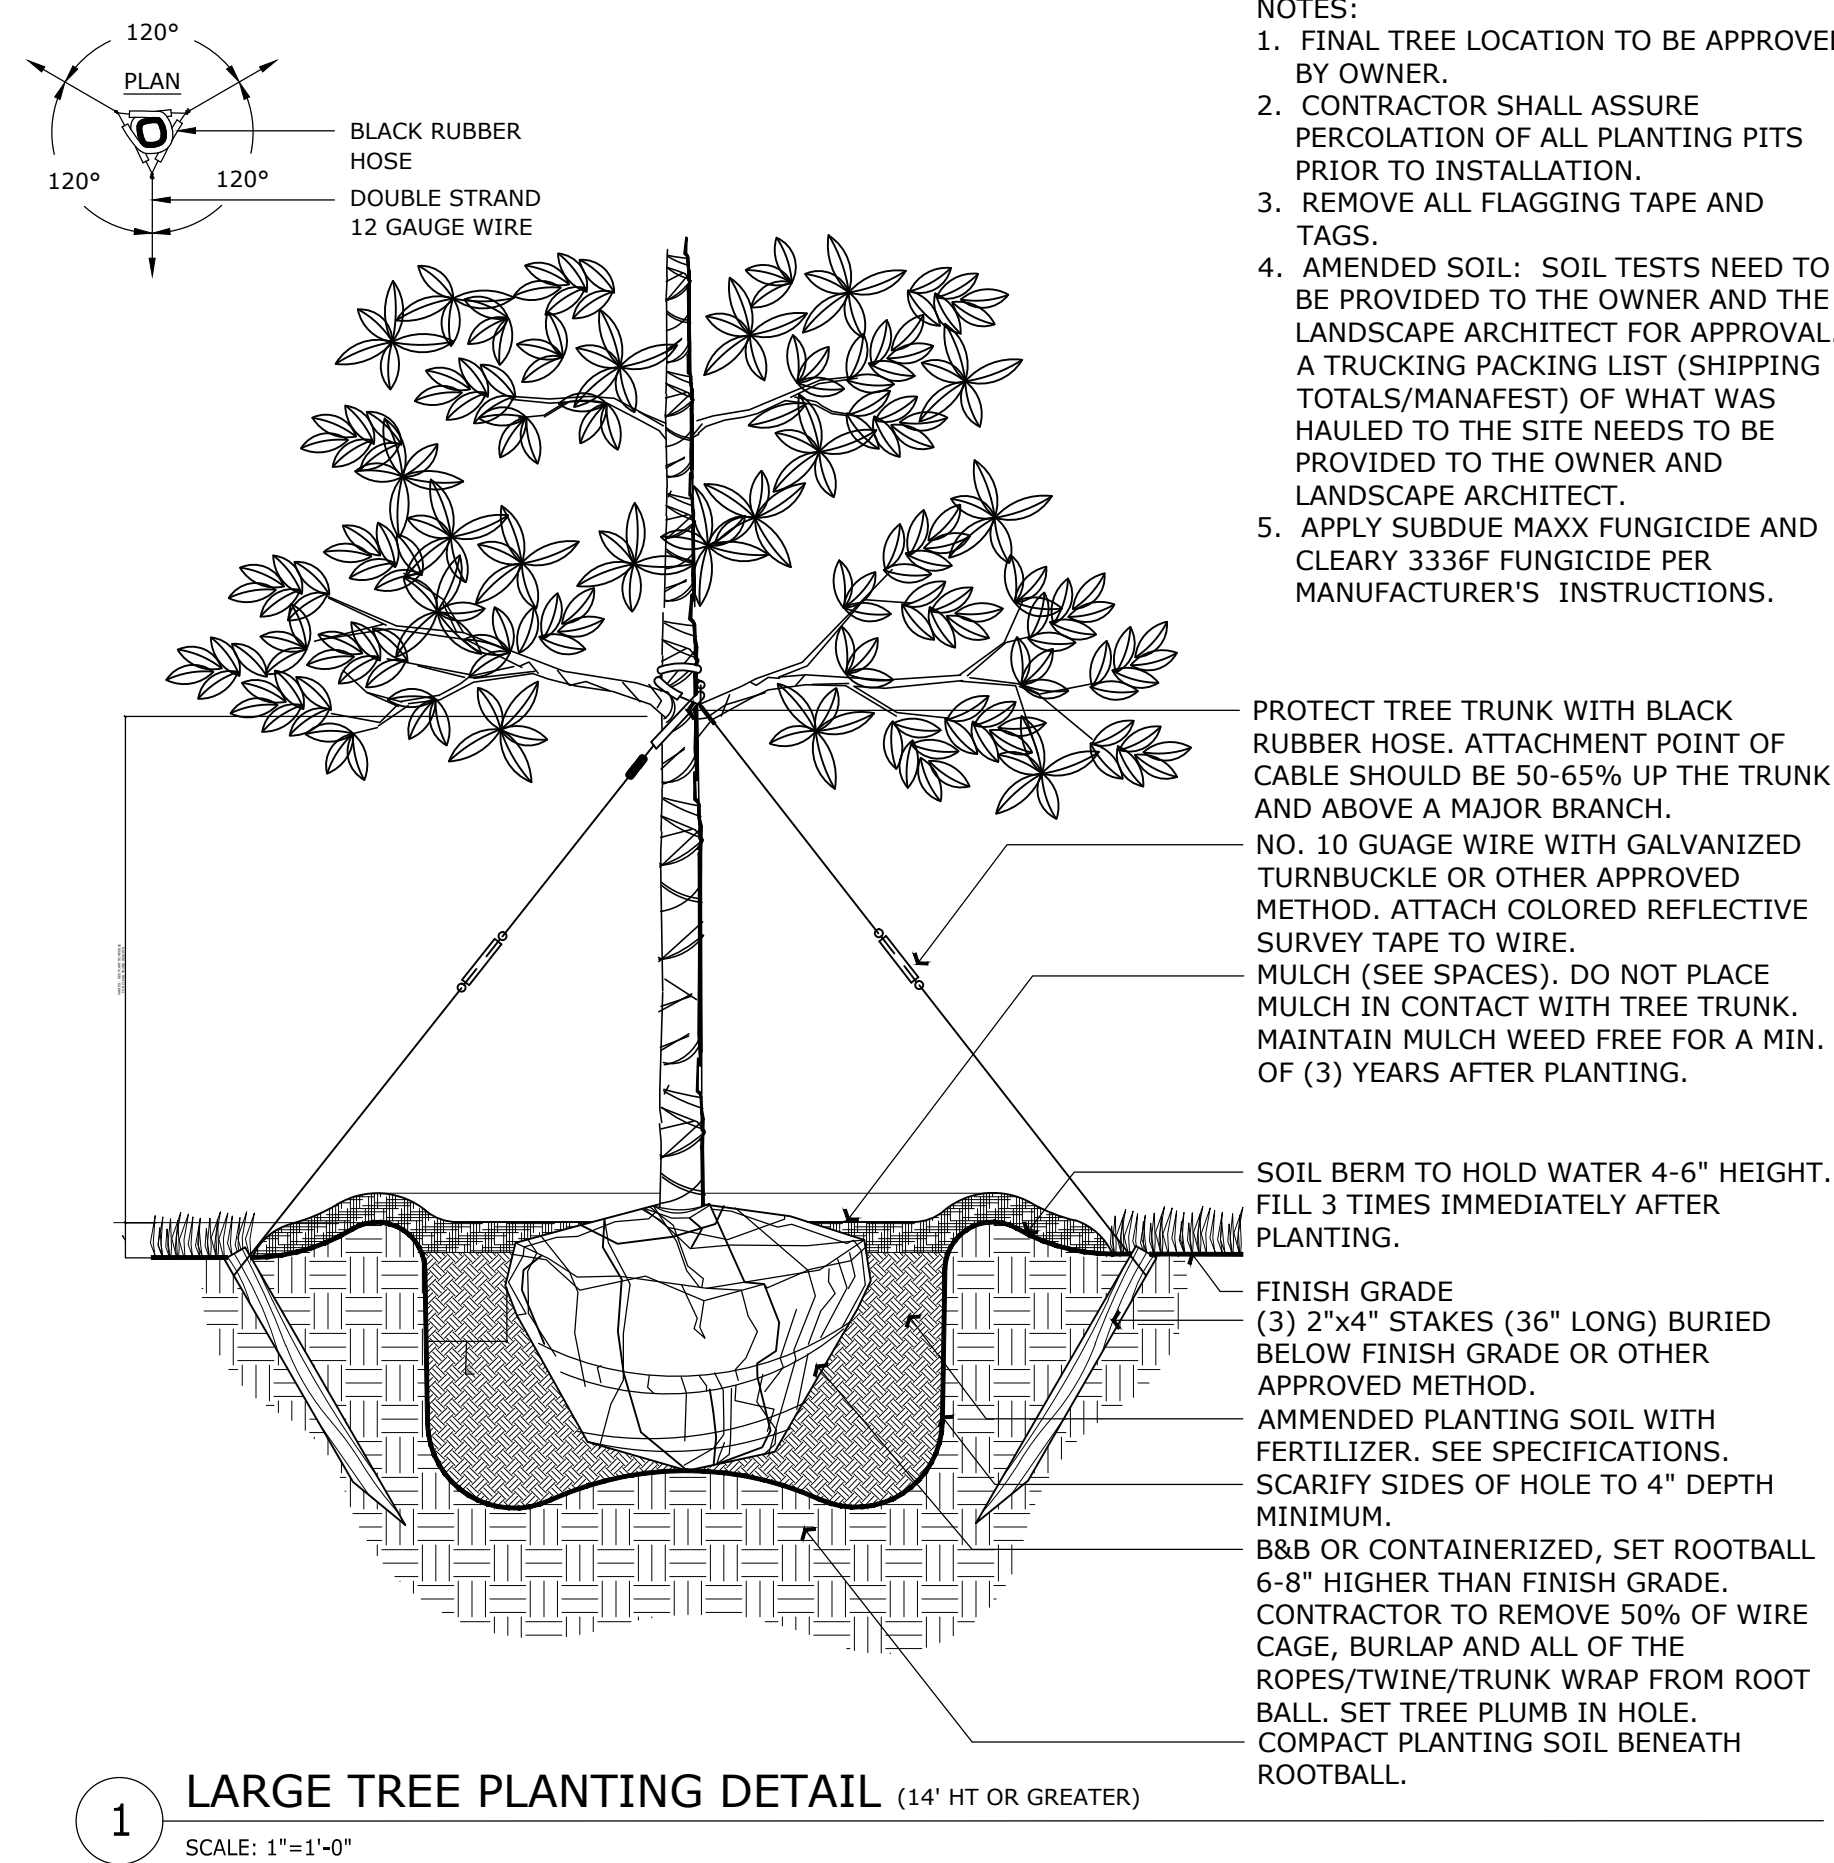 120°
PLAN
120°
120°
BLACK RUBBER
HOSE
DOUBLE STRAND
12 GAUGE WIRE
NOTES:
1. FINAL TREE LOCATION TO BE APPROVED
BY OWNER.
2. CONTRACTOR SHALL ASSURE
PERCOLATION OF ALL PLANTING PITS
PRIOR TO INSTALLATION.
3. REMOVE ALL FLAGGING TAPE AND
TAGS.
4. AMENDED SOIL: SOIL TESTS NEED TO
BE PROVIDED TO THE OWNER AND THE
LANDSCAPE ARCHITECT FOR APPROVAL.
A TRUCKING PACKING LIST (SHIPPING
TOTALS/MANAFEST) OF WHAT WAS
HAULED TO THE SITE NEEDS TO BE
PROVIDED TO THE OWNER AND
LANDSCAPE ARCHITECT.
5. APPLY SUBDUE MAXX FUNGICIDE AND
CLEARY 3336F FUNGICIDE PER
MANUFACTURER'S INSTRUCTIONS.
PROTECT TREE TRUNK WITH BLACK
RUBBER HOSE. ATTACHMENT POINT OF
CABLE SHOULD BE 50-65% UP THE TRUNK
AND ABOVE A MAJOR BRANCH.
NO. 10 GUAGE WIRE WITH GALVANIZED
TURNBUCKLE OR OTHER APPROVED
METHOD. ATTACH COLORED REFLECTIVE
SURVEY TAPE TO WIRE.
MULCH (SEE SPACES). DO NOT PLACE
MULCH IN CONTACT WITH TREE TRUNK.
MAINTAIN MULCH WEED FREE FOR A MIN.
OF (3) YEARS AFTER PLANTING.
SOIL BERM TO HOLD WATER 4-6" HEIGHT.
FILL 3 TIMES IMMEDIATELY AFTER
PLANTING.
FINISH GRADE
(3) 2"x4" STAKES (36" LONG) BURIED
BELOW FINISH GRADE OR OTHER
APPROVED METHOD.
AMMENDED PLANTING SOIL WITH
FERTILIZER. SEE SPECIFICATIONS.
SCARIFY SIDES OF HOLE TO 4" DEPTH
MINIMUM.
B&B OR CONTAINERIZED, SET ROOTBALL
6-8" HIGHER THAN FINISH GRADE.
CONTRACTOR TO REMOVE 50% OF WIRE
CAGE, BURLAP AND ALL OF THE
ROPES/TWINE/TRUNK WRAP FROM ROOT
BALL. SET TREE PLUMB IN HOLE.
COMPACT PLANTING SOIL BENEATH
ROOTBALL.
1
LARGE TREE PLANTING DETAIL (14' HT OR GREATER)
SCALE: 1"=1'-0"